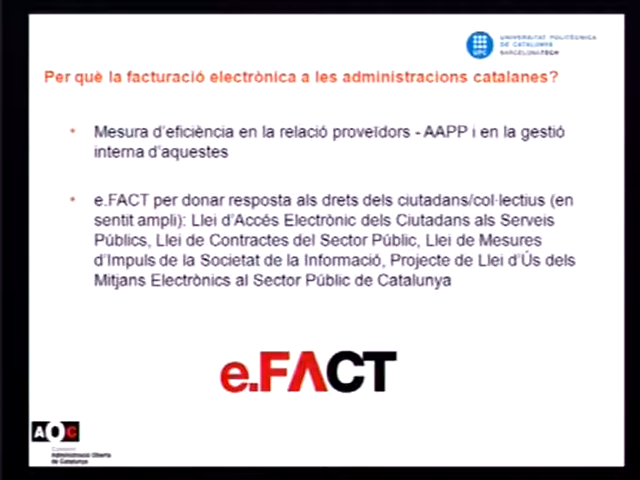 UNIVERSITAT POLITÈCNICA
DE CATALUNYA
BARCELONATECH
UPC
Per què la facturació electrònica a les administracions catalanes?
• Mesura d'eficiència en la relació proveïdors - AAPP i en la gestió
interna d'aquestes
• e.FACT per donar resposta als drets dels ciutadans/col·lectius (en
sentit ampli): Llei d'Accés Electrònic dels Ciutadans als Serveis
Públics, Llei de Contractes del Sector Públic, Llei de Mesures
d'Impuls de la Societat de la Informació, Projecte de Llei d'Ús dels
Mitjans Electrònics al Sector Públic de Catalunya
e.FACT
AOC
Consorci
Administració Oberta
de Catalunya